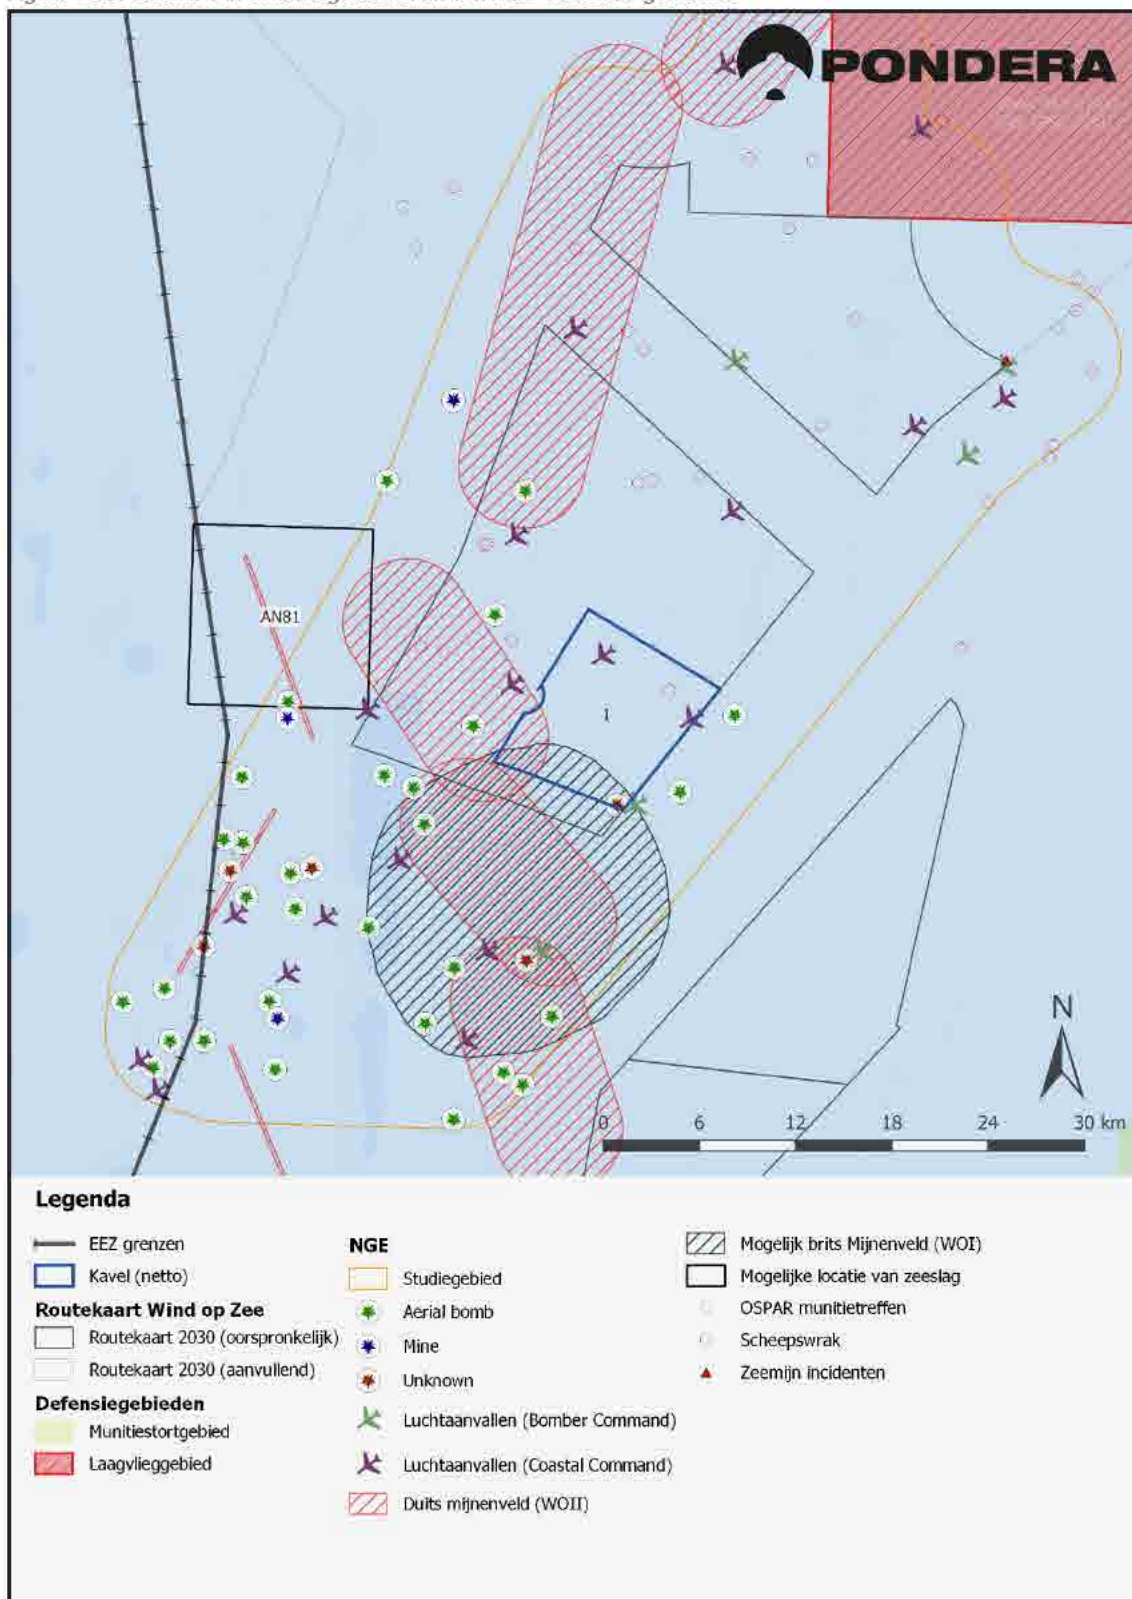 PONDERA
AN81
I
N
0 6 12 18 24 30 km
Legenda
EEZ grenzen
Kavel (netto)
Routekaart Wind op Zee
Routekaart 2030 (oorspronkelijk)
Routekaart 2030 (aanvullend)
Defensiegebieden
Munitiestortgebied
Laagvlieggebied
NGE
Studiegebied
Aerial bomb
Mine
Unknown
Luchtaanvallen (Bomber Command)
Luchtaanvallen (Coastal Command)
Duits mijnenveld (WOII)
Mogelijk brits Mijnenveld (WOI)
Mogelijke locatie van zeeslag
OSPAR munitietreffen
Scheepswrak
Zeemijn incidenten